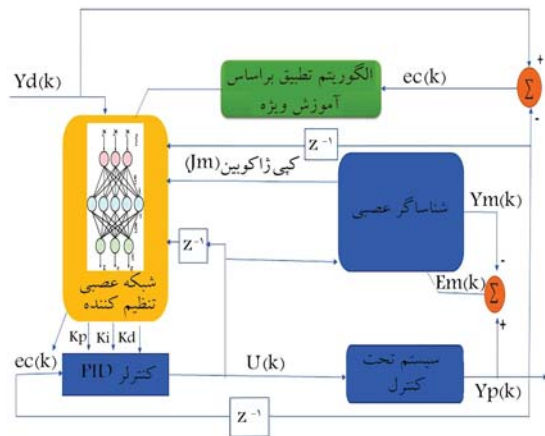 Yd(k)
الگوریتم تطبیق براساس
آموزش ویژه
ec(k)
+
Σ
-
Z⁻¹
کپی ژاکوبین (Jm)
شناساگر عصبی
Ym(k)
-
Em(k)
Σ
+
Z⁻¹
شبکه عصبی
تنظیم کننده
Kp
Ki
Kd
ec(k)
کنترلر PID
U(k)
سیستم تحت
کنترل
Yp(k)
Z⁻¹